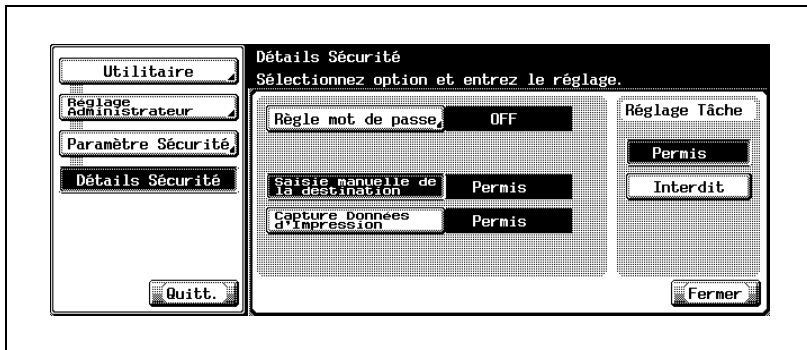 Utilitaire
Réglage
Administrateur
Paramètre Sécurité
Détails Sécurité
Quitt.
Détails Sécurité
Sélectionnez option et entrez le réglage.
Règle mot de passe OFF
Saisie manuelle de
la destination Permis
Capture Données
d'Impression Permis
Réglage Tâche
Permis
Interdit
Fermer